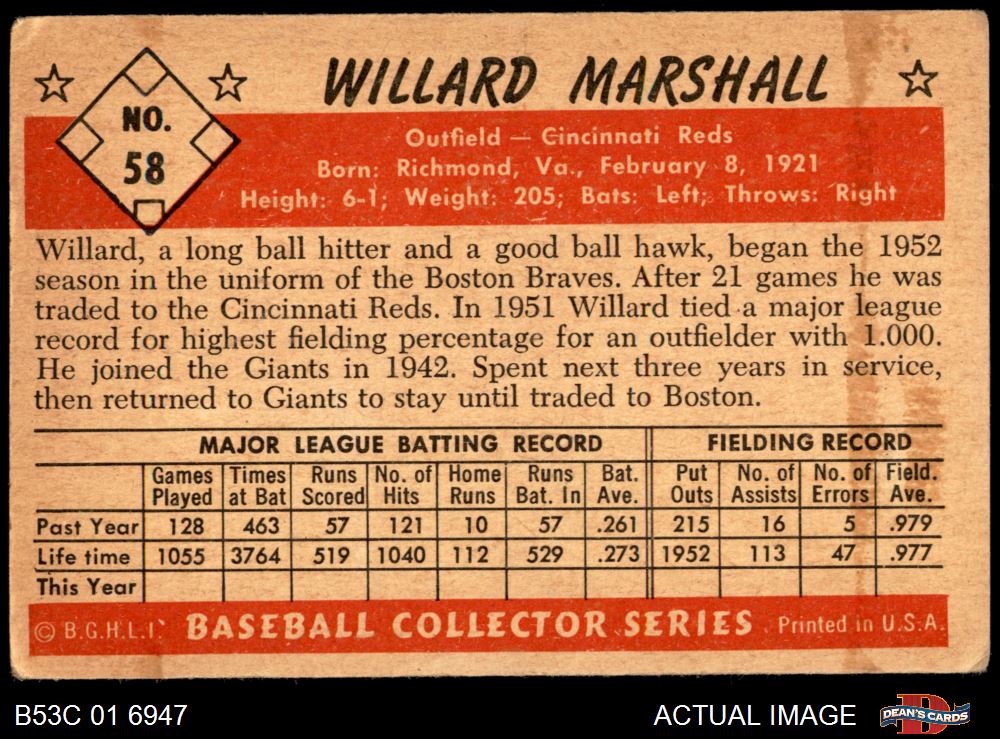 WILLARD MARSHALL
NO.
58
Outfield — Cincinnati Reds
Born: Richmond, Va., February 8, 1921
Height: 6-1; Weight: 205; Bats: Left; Throws: Right
Willard, a long ball hitter and a good ball hawk, began the 1952
season in the uniform of the Boston Braves. After 21 games he was
traded to the Cincinnati Reds. In 1951 Willard tied a major league
record for highest fielding percentage for an outfielder with 1.000.
He joined the Giants in 1942. Spent next three years in service,
then returned to Giants to stay until traded to Boston.
MAJOR LEAGUE BATTING RECORD FIELDING RECORD
Games Times Runs No. of Home Runs Bat. Put No. of No. of Field.
Played at Bat Scored Hits Runs Bat. In Ave. Outs Assists Errors Ave.
Past Year 128 463 57 121 10 57 .261 215 16 5 .979
Life time 1055 3764 519 1040 112 529 .273 1952 113 47 .977
This Year
© B.G.H.L.I. BASEBALL COLLECTOR SERIES Printed in U.S.A.
B53C 01 6947 ACTUAL IMAGE DEAN'S CARDS